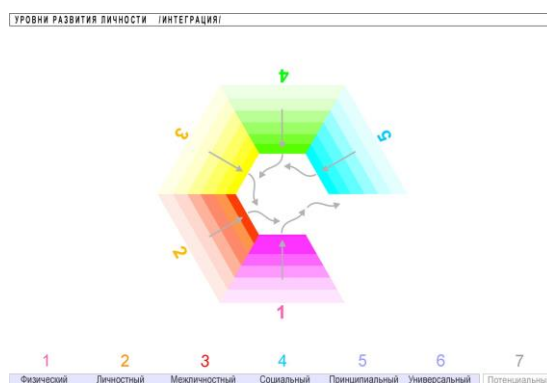 УРОВНИ РАЗВИТИЯ ЛИЧНОСТИ /ИНТЕГРАЦИЯ/
4
3
5
2
1
1 2 3 4 5 6 7
Физический Личностный Межличностный Социальный Принципиальный Универсальный Потенциальный